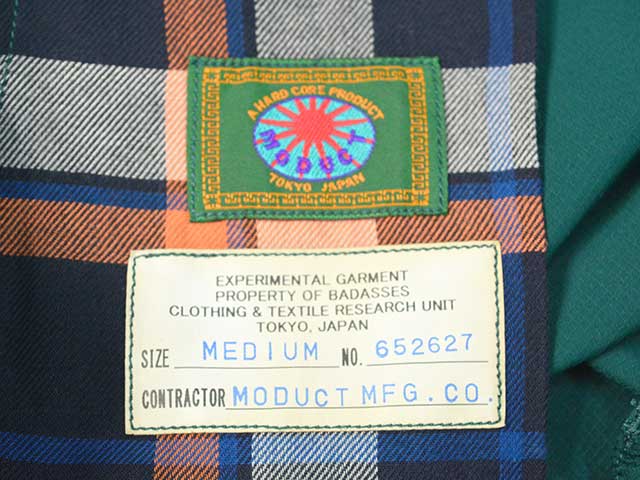 A HARD CORE PRODUCT
MODUCT
TOKYO JAPAN
EXPERIMENTAL GARMENT
PROPERTY OF BADASSES
CLOTHING & TEXTILE RESEARCH UNIT
TOKYO, JAPAN
SIZE MEDIUM NO. 652627
CONTRACTOR MODUCT MFG.CO.